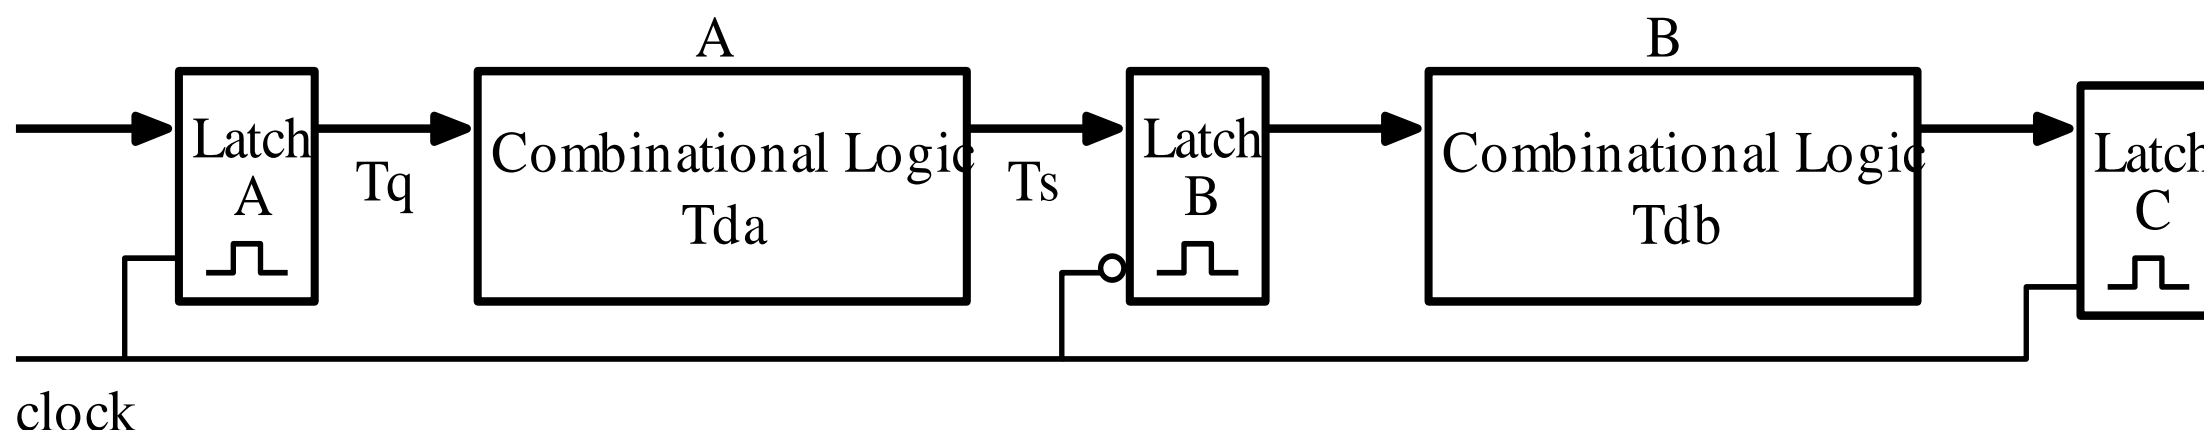 A
B
Latch
A
Tq
Combinational Logic
Tda
Ts
Latch
B
Combinational Logic
Tdb
Latch
C
clock